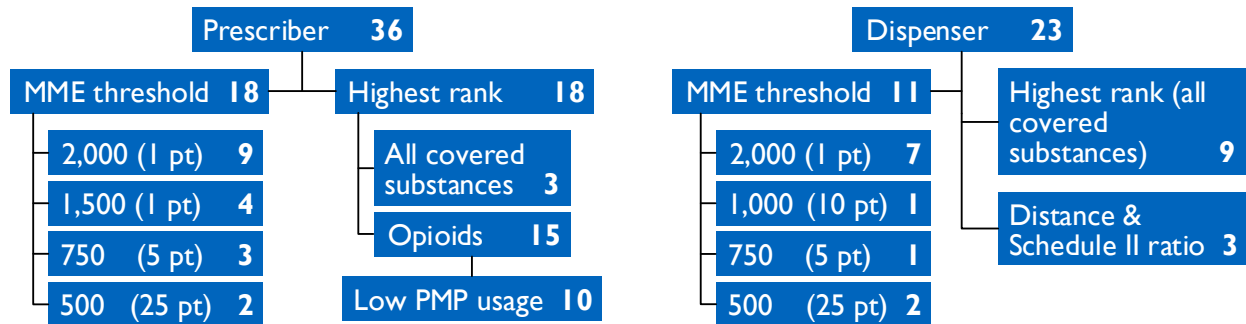 Prescriber 36
MME threshold 18
2,000 (1 pt) 9
1,500 (1 pt) 4
750 (5 pt) 3
500 (25 pt) 2
Highest rank 18
All covered
substances 3
Opioids 15
Low PMP usage 10
Dispenser 23
MME threshold 11
2,000 (1 pt) 7
1,000 (10 pt) 1
750 (5 pt) 1
500 (25 pt) 2
Highest rank (all
covered
substances) 9
Distance &
Schedule II ratio 3